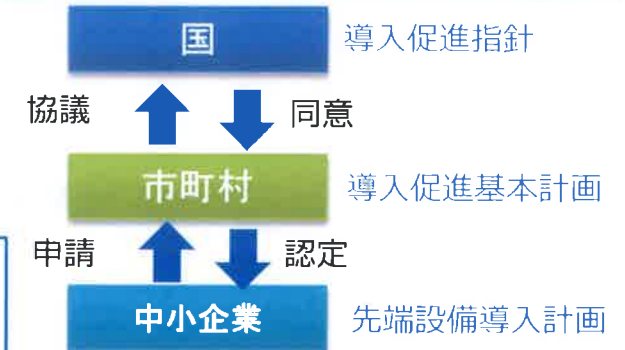 国 導入促進指針
協議 同意
市町村 導入促進基本計画
申請 認定
中小企業 先端設備導入計画